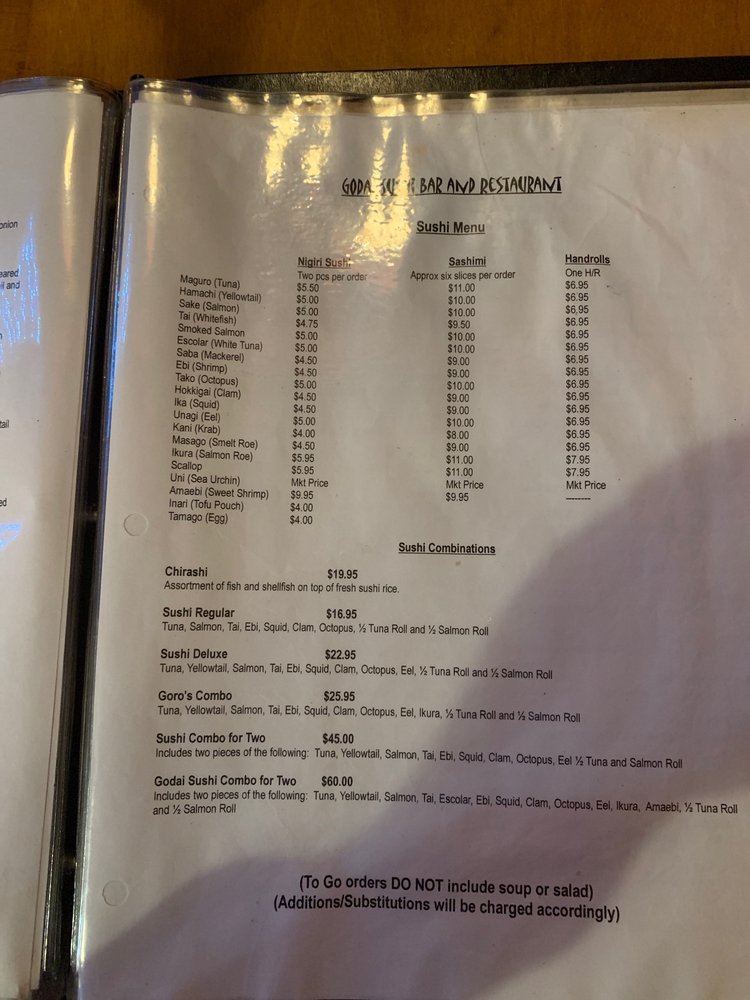 onion
eared
il and
tail
ed
GODAI SUSHI BAR AND RESTAURANT
Sushi Menu
Nigiri Sushi Sashimi Handrolls
Two pcs per order Approx six slices per order One H/R
Maguro (Tuna) $5.50 $11.00 $6.95
Hamachi (Yellowtail) $5.00 $10.00 $6.95
Sake (Salmon) $5.00 $10.00 $6.95
Tai (Whitefish) $4.75 $9.50 $6.95
Smoked Salmon $5.00 $10.00 $6.95
Escolar (White Tuna) $5.00 $10.00 $6.95
Saba (Mackerel) $4.50 $9.00 $6.95
Ebi (Shrimp) $4.50 $9.00 $6.95
Tako (Octopus) $5.00 $10.00 $6.95
Hokkigai (Clam) $4.50 $9.00 $6.95
Ika (Squid) $4.50 $9.00 $6.95
Unagi (Eel) $5.00 $10.00 $6.95
Kani (Krab) $4.00 $8.00 $6.95
Masago (Smelt Roe) $4.50 $9.00 $6.95
Ikura (Salmon Roe) $5.95 $11.00 $7.95
Scallop $5.95 $11.00 $7.95
Uni (Sea Urchin) Mkt Price Mkt Price Mkt Price
Amaebi (Sweet Shrimp) $9.95 $9.95 --------
Inari (Tofu Pouch) $4.00
Tamago (Egg) $4.00
Sushi Combinations
Chirashi $19.95
Assortment of fish and shellfish on top of fresh sushi rice.
Sushi Regular $16.95
Tuna, Salmon, Tai, Ebi, Squid, Clam, Octopus, ½ Tuna Roll and ½ Salmon Roll
Sushi Deluxe $22.95
Tuna, Yellowtail, Salmon, Tai, Ebi, Squid, Clam, Octopus, Eel, ½ Tuna Roll and ½ Salmon Roll
Goro's Combo $25.95
Tuna, Yellowtail, Salmon, Tai, Ebi, Squid, Clam, Octopus, Eel, Ikura, ½ Tuna Roll and ½ Salmon Roll
Sushi Combo for Two $45.00
Includes two pieces of the following: Tuna, Yellowtail, Salmon, Tai, Ebi, Squid, Clam, Octopus, Eel ½ Tuna and Salmon Roll
Godai Sushi Combo for Two $60.00
Includes two pieces of the following: Tuna, Yellowtail, Salmon, Tai, Escolar, Ebi, Squid, Clam, Octopus, Eel, Ikura, Amaebi, ½ Tuna Roll
and ½ Salmon Roll
(To Go orders DO NOT include soup or salad)
(Additions/Substitutions will be charged accordingly)